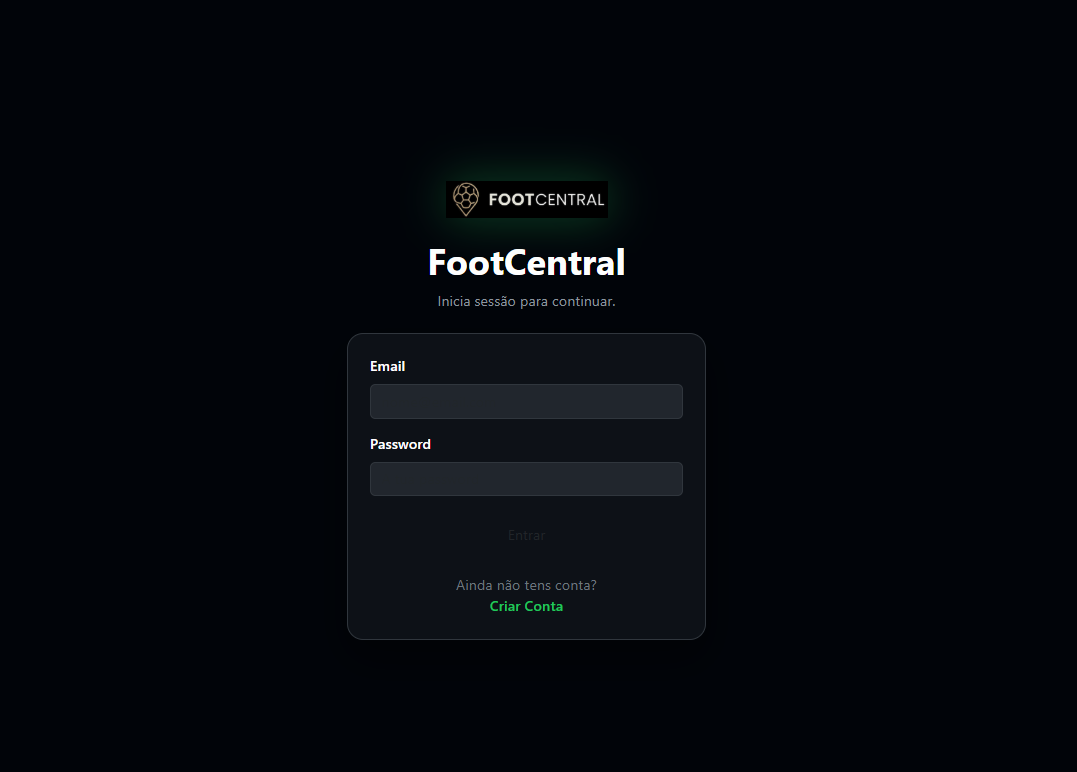 FOOTCENTRAL
FootCentral
Inicia sessão para continuar.
Email
Password
Entrar
Ainda não tens conta?
Criar Conta